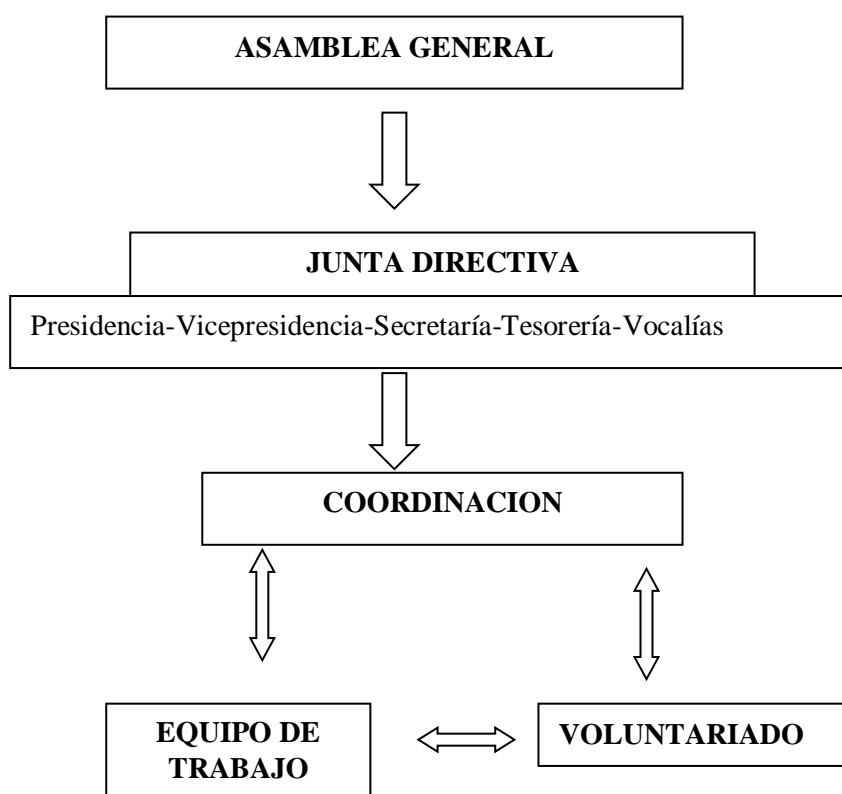 ASAMBLEA GENERAL
JUNTA DIRECTIVA
Presidencia-Vicepresidencia-Secretaría-Tesorería-Vocalías
COORDINACION
EQUIPO DE
TRABAJO
VOLUNTARIADO